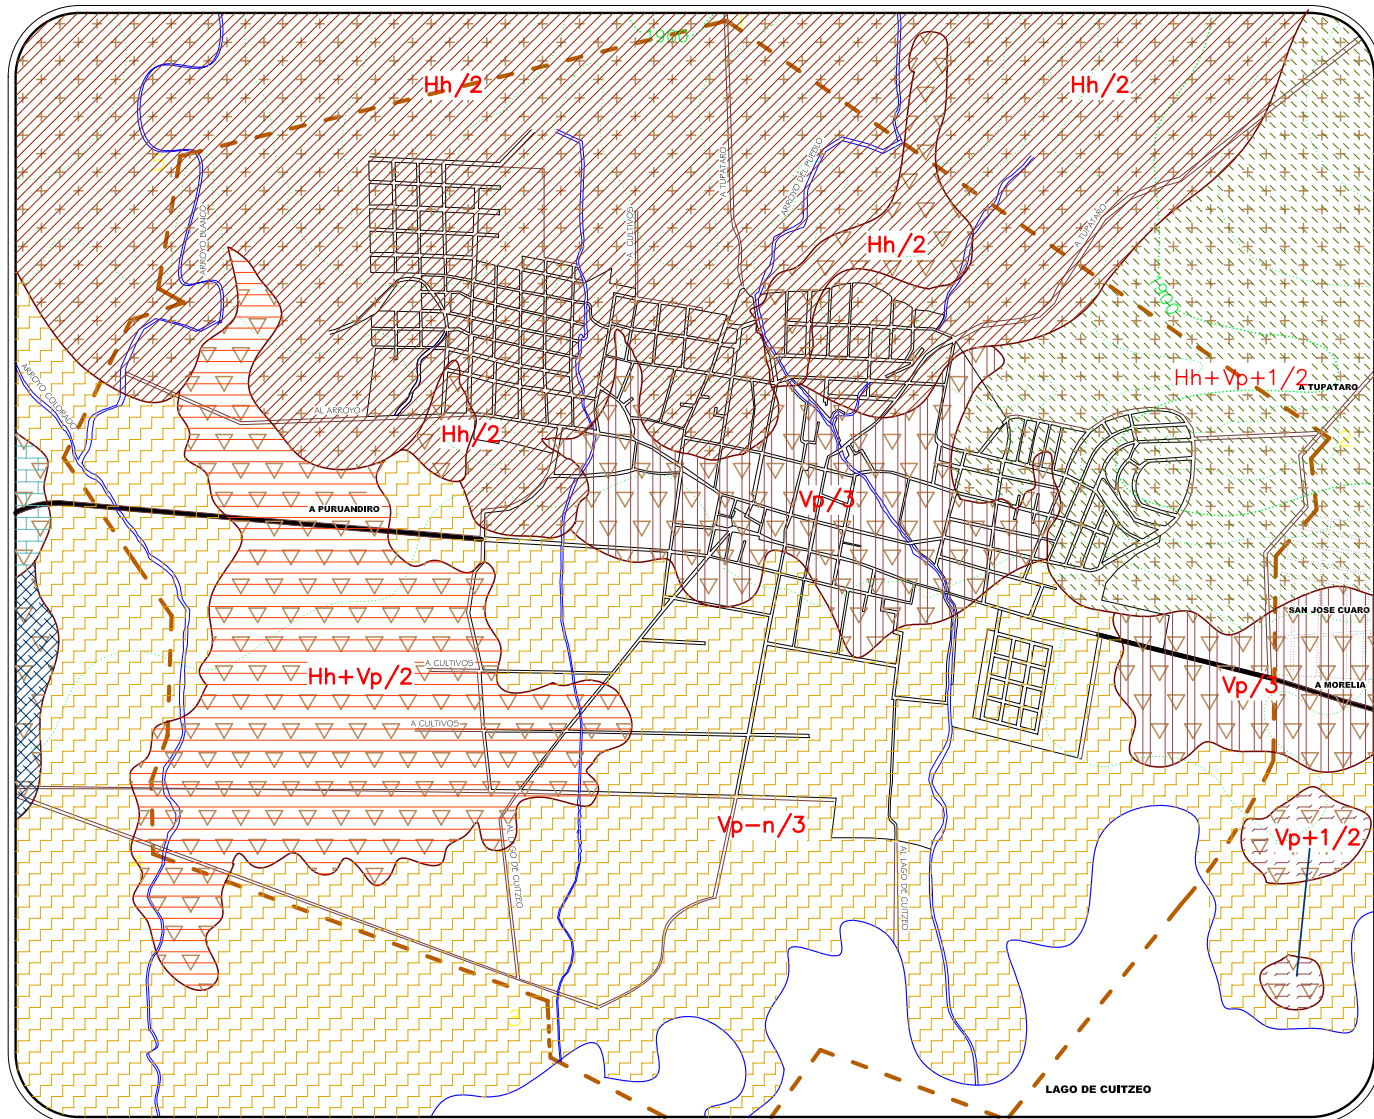 1900
Hh/2
Hh/2
A TUPATARO
ARROYO DEL PUEBLO
ARROYO BLANCO
A CULTIVOS
A TUPATARO
Hh/2
1900
Hh+Vp+1/2
A TUPATARO
ARROYO COLORADO
AL ARROYO
Hh/2
Vp/3
A PURUANDIRO
SAN JOSE CUARO
A CULTIVOS
Hh+Vp/2
Vp/3
A MORELIA
A CULTIVOS
Vp-n/3
Vp+1/2
AL LAGO DE CUITZEO
AL LAGO DE CUITZEO
LAGO DE CUITZEO